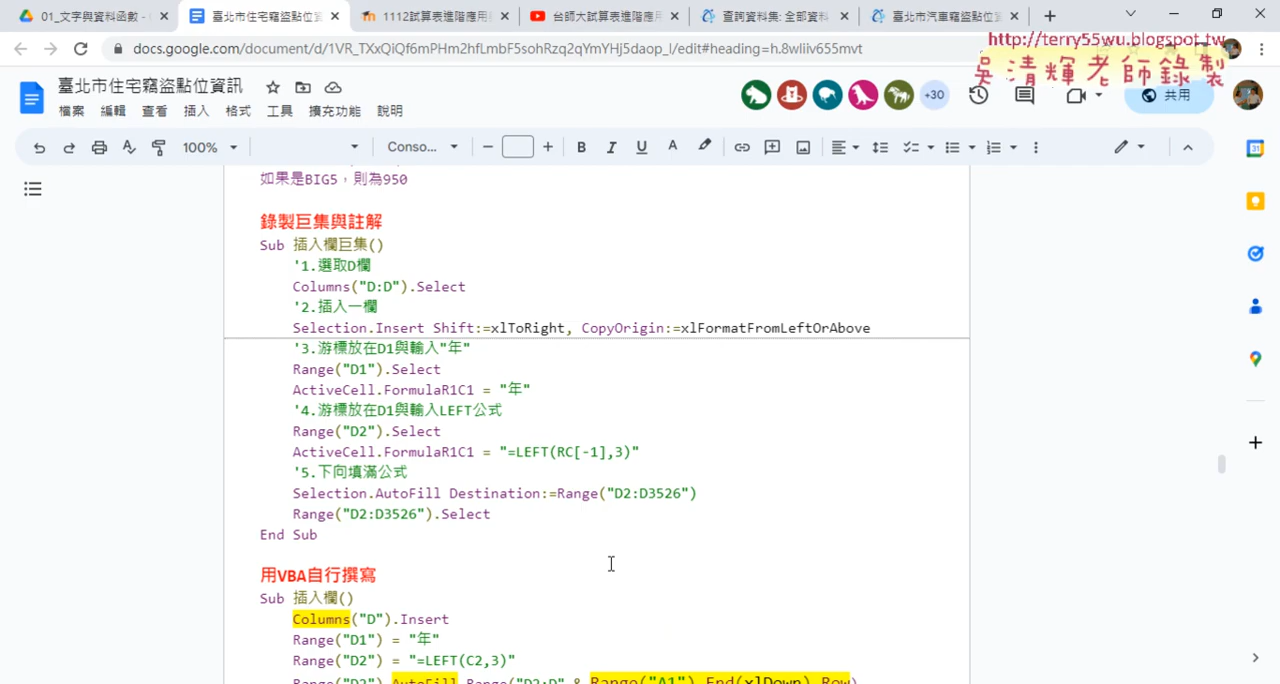 01_文字與資料函數 -
臺北市住宅竊盜點位資
1112試算表進階應用
台師大試算表進階應用
查詢資料集: 全部資料
臺北市汽車竊盜點位資
docs.google.com/document/d/1VR_TXxQiQf6mPHm2hfLmbF5sohRzq2qYmYHj5daop_I/edit#heading=h.8wliiv655mvt
http://terry55wu.blogspot.tw
吳清輝老師錄製
臺北市住宅竊盜點位資訊
檔案 編輯 查看 插入 格式 工具 擴充功能 說明
+30
共用
100%
Conso...
B I U A
31
如果是BIG5，則為950
錄製巨集與註解
Sub 插入欄巨集()
'1.選取D欄
Columns("D:D").Select
'2.插入一欄
Selection.Insert Shift:=xlToRight, CopyOrigin:=xlFormatFromLeftOrAbove
'3.游標放在D1與輸入"年"
Range("D1").Select
ActiveCell.FormulaR1C1 = "年"
'4.游標放在D1與輸入LEFT公式
Range("D2").Select
ActiveCell.FormulaR1C1 = "=LEFT(RC[-1],3)"
'5.下向填滿公式
Selection.AutoFill Destination:=Range("D2:D3526")
Range("D2:D3526").Select
End Sub
用VBA自行撰寫
Sub 插入欄()
Columns("D").Insert
Range("D1") = "年"
Range("D2") = "=LEFT(C2,3)"
Range("D2").AutoFill Range("D2:D" & Range("A1").End(xlDown).Row)